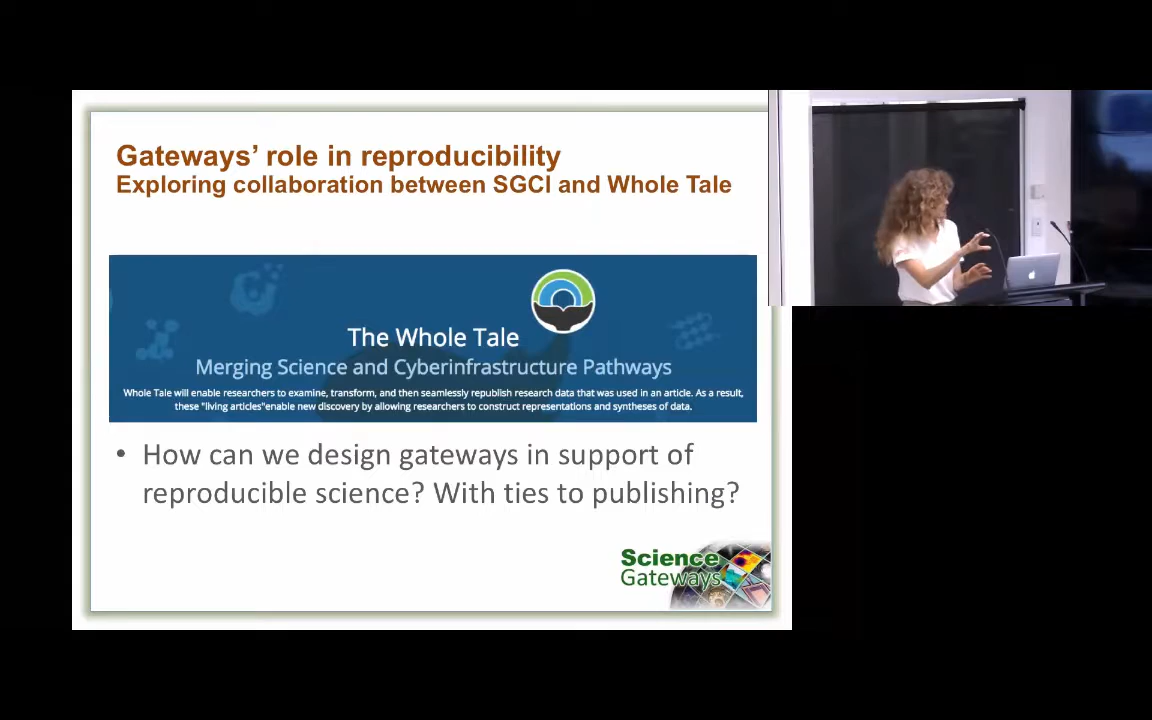 Gateways' role in reproducibility
Exploring collaboration between SGCI and Whole Tale
The Whole Tale
Merging Science and Cyberinfrastructure Pathways
Whole Tale will enable researchers to examine, transform, and then seamlessly republish research data that was used in an article. As a result,
these "living articles"enable new discovery by allowing researchers to construct representations and syntheses of data.
• How can we design gateways in support of
reproducible science? With ties to publishing?
Science
Gateways